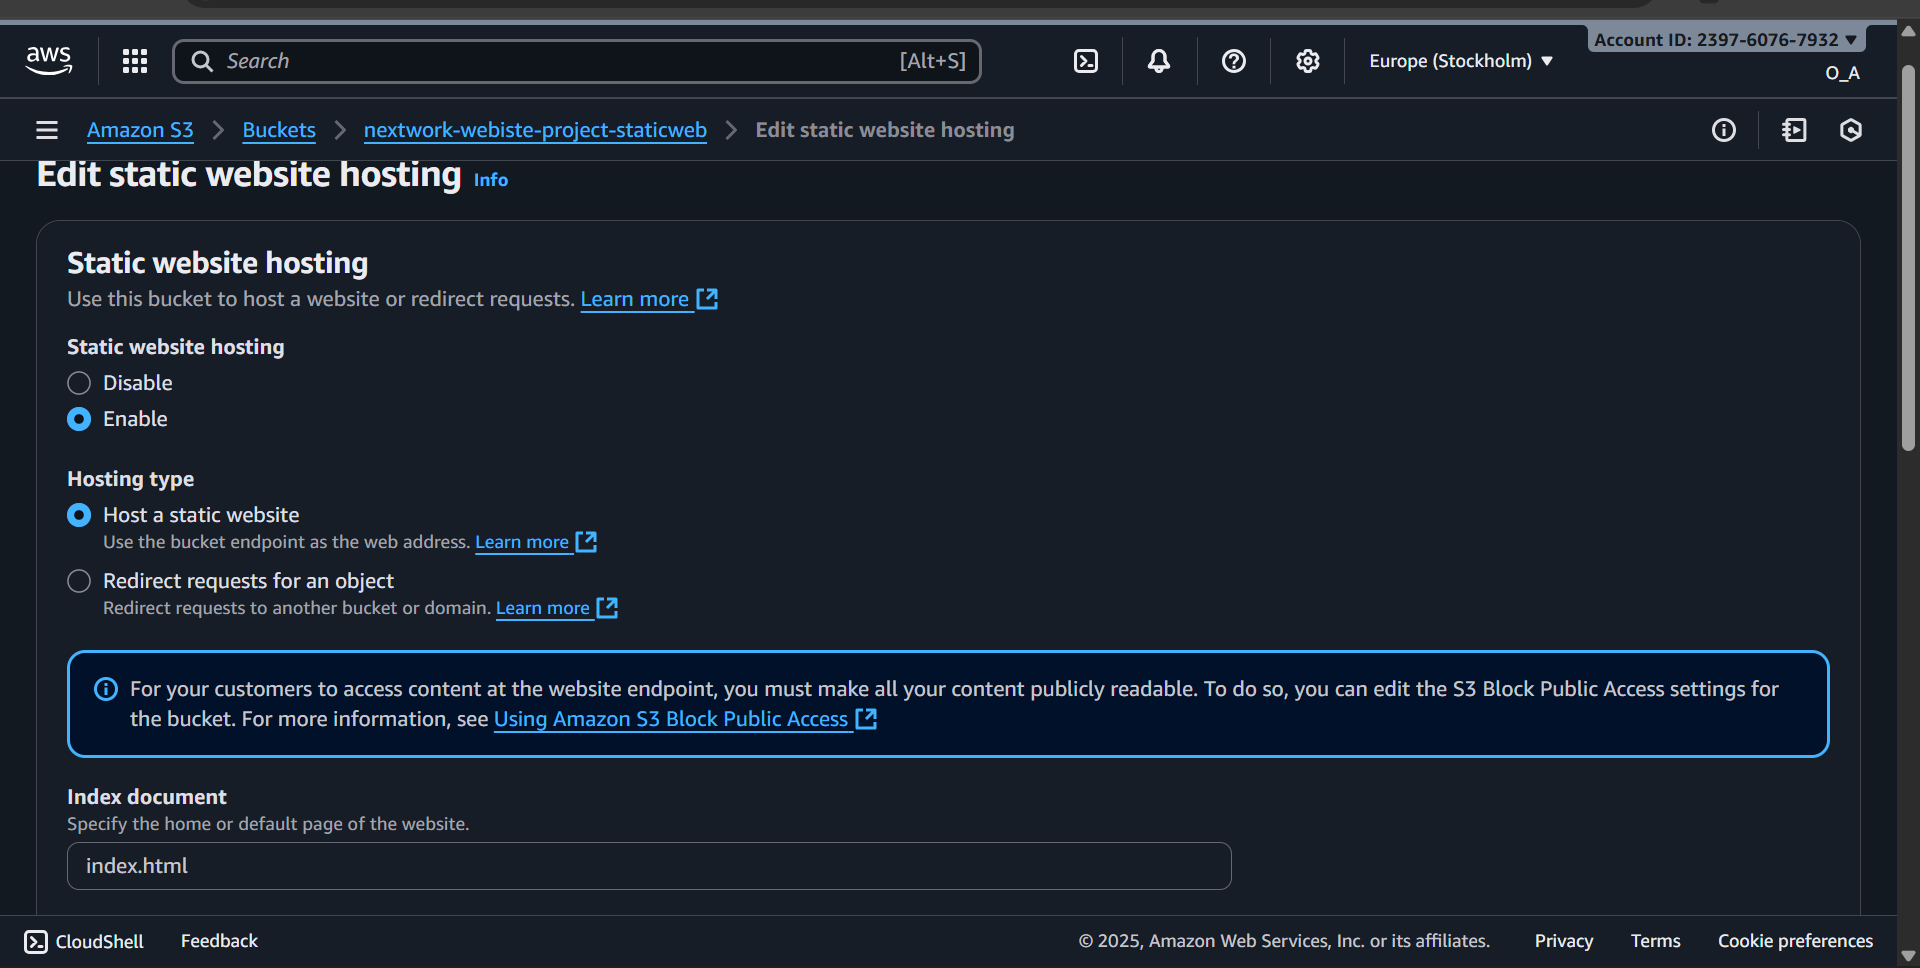 Account ID: 2397-6076-7932
aws
Search [Alt+S]
Europe (Stockholm)
O_A
Amazon S3 > Buckets > nextwork-webiste-project-staticweb > Edit static website hosting
Edit static website hosting Info
Static website hosting
Use this bucket to host a website or redirect requests. Learn more
Static website hosting
Disable
Enable
Hosting type
Host a static website
Use the bucket endpoint as the web address. Learn more
Redirect requests for an object
Redirect requests to another bucket or domain. Learn more
For your customers to access content at the website endpoint, you must make all your content publicly readable. To do so, you can edit the S3 Block Public Access settings for
the bucket. For more information, see Using Amazon S3 Block Public Access
Index document
Specify the home or default page of the website.
index.html
CloudShell Feedback © 2025, Amazon Web Services, Inc. or its affiliates. Privacy Terms Cookie preferences